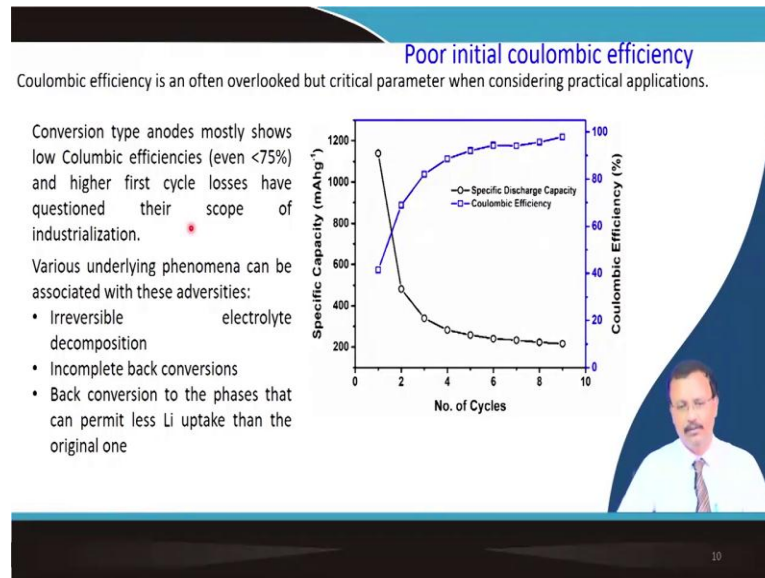 Poor initial coulombic efficiency
Coulombic efficiency is an often overlooked but critical parameter when considering practical applications.
Conversion type anodes mostly shows
low Columbic efficiencies (even <75%)
and higher first cycle losses have
questioned their scope of
industrialization.
Various underlying phenomena can be
associated with these adversities:
• Irreversible electrolyte
decomposition
• Incomplete back conversions
• Back conversion to the phases that
can permit less Li uptake than the
original one
Specific Capacity (mAhg⁻¹)
1200
1000
800
600
400
200
Specific Discharge Capacity
Coulombic Efficiency
100
80
60
40
20
0
Coulombic Efficiency (%)
0 2 4 6 8 10
No. of Cycles
10